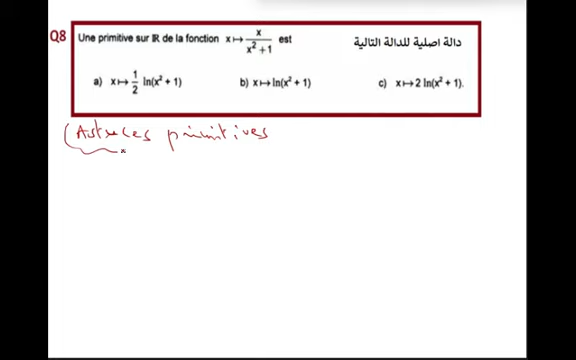 Q8 Une primitive sur ℝ de la fonction x ↦ x/(x² + 1) est دالة اصلية للدالة التالية
a) x ↦ 1/2 ln(x² + 1) b) x ↦ ln(x² + 1) c) x ↦ 2 ln(x² + 1).
(Astuces primitives